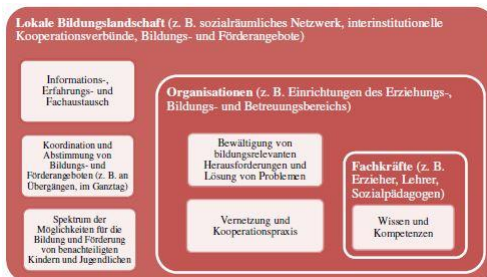 Lokale Bildungslandschaft (z. B. sozialräumliches Netzwerk, interinstitutionelle
Kooperationsverbünde, Bildungs- und Förderangebote)
Informations-,
Erfahrungs- und
Fachaustausch
Koordination und
Abstimmung von
Bildungs- und
Förderangeboten (z. B. an
Übergängen, im Ganztag)
Spektrum der
Möglichkeiten für die
Bildung und Förderung
von benachteiligten
Kindern und Jugendlichen
Organisationen (z. B. Einrichtungen des Erziehungs-,
Bildungs- und Betreuungsbereichs)
Bewältigung von
bildungsrelevanten
Herausforderungen und
Lösung von Problemen
Vernetzung und
Kooperationspraxis
Fachkräfte (z. B.
Erzieher, Lehrer,
Sozialpädagogen)
Wissen und
Kompetenzen